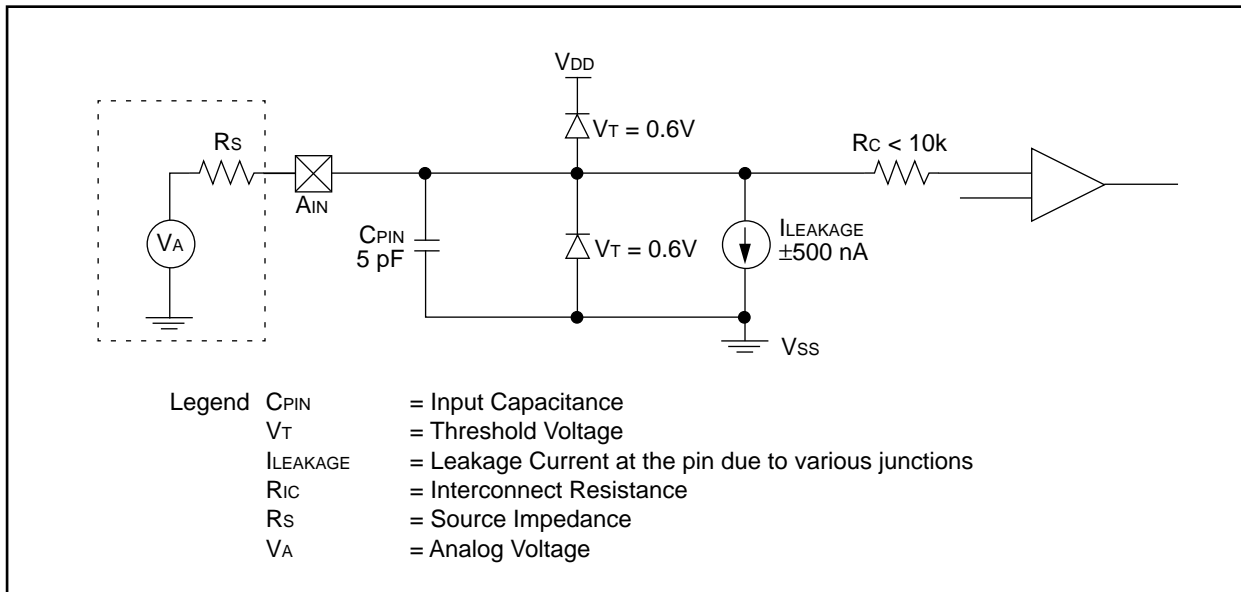 VDD
VT = 0.6V
RS
RC < 10k
AIN
VA
CPIN
5 pF
VT = 0.6V
ILEAKAGE
±500 nA
VSS
Legend CPIN = Input Capacitance
VT = Threshold Voltage
ILEAKAGE = Leakage Current at the pin due to various junctions
RIC = Interconnect Resistance
RS = Source Impedance
VA = Analog Voltage